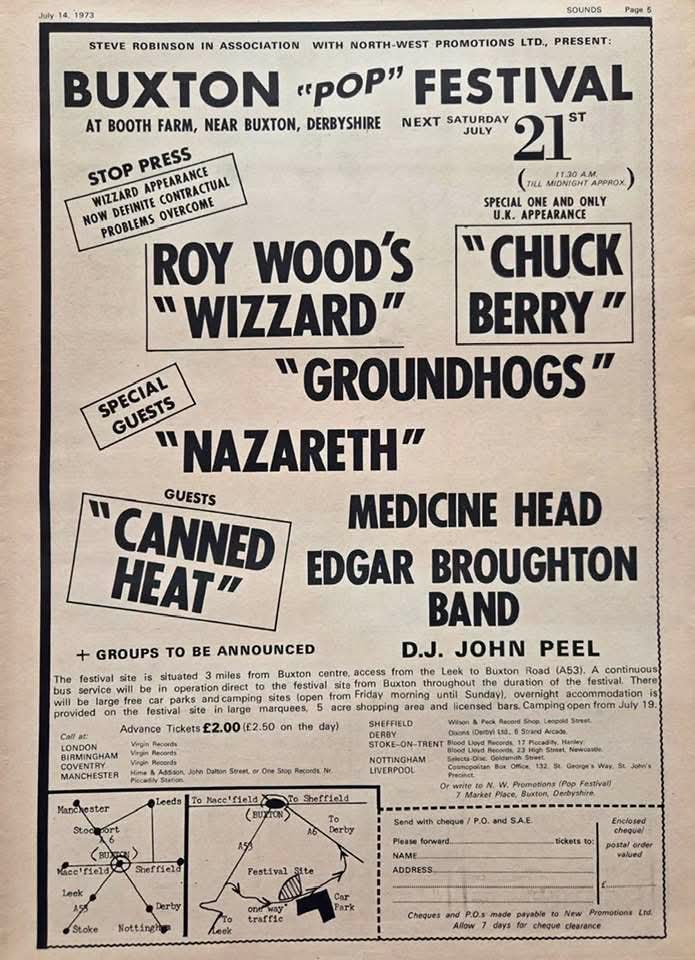 July 14, 1973
SOUNDS Page 5
STEVE ROBINSON IN ASSOCIATION WITH NORTH-WEST PROMOTIONS LTD., PRESENT:
BUXTON "POP" FESTIVAL
AT BOOTH FARM, NEAR BUXTON, DERBYSHIRE NEXT SATURDAY JULY 21ST
(11.30 A.M.
TILL MIDNIGHT APPROX.)
STOP PRESS
WIZZARD APPEARANCE
NOW DEFINITE CONTRACTUAL
PROBLEMS OVERCOME
SPECIAL ONE AND ONLY
U.K. APPEARANCE
ROY WOOD'S
"WIZZARD"
"CHUCK
BERRY"
"GROUNDHOGS"
SPECIAL
GUESTS
"NAZARETH"
GUESTS
"CANNED
HEAT"
MEDICINE HEAD
EDGAR BROUGHTON
BAND
+ GROUPS TO BE ANNOUNCED
D.J. JOHN PEEL
The festival site is situated 3 miles from Buxton centre, access from the Leek to Buxton Road (A53). A continuous
bus service will be in operation direct to the festival site from Buxton throughout the duration of the festival. There
will be large free car parks and camping sites (open from Friday morning until Sunday), overnight accommodation is
provided on the festival site in large marquees, 5 acre shopping area and licensed bars. Camping open from July 19.
Advance Tickets £2.00 (£2.50 on the day)
Call at:
LONDON Virgin Records
BIRMINGHAM Virgin Records
COVENTRY Virgin Records
MANCHESTER Hime & Addison, John Dalton Street, or One Stop Records, Nr.
Piccadilly Station.
SHEFFIELD Wilson & Peck Record Shop, Leopold Street.
DERBY Dixons (Derby) Ltd., 6 Strand Arcade.
STOKE-ON-TRENT Blood Lloyd Records, 17 Piccadilly, Hanley.
Blood Lloyd Records, 23 High Street, Newcastle.
NOTTINGHAM Selecta-Disc, Goldsmith Street.
LIVERPOOL Cosmopolitan Box Office, 132, St. George's Way, St. John's
Precinct.
Or write to N. W. Promotions (Pop Festival)
7 Market Place, Buxton, Derbyshire.
Manchester
Leeds
Stockport
A 6
(BUXTON)
Macc'field
Sheffield
Leek
A53
Derby
Stoke
Nottingham
To Macc'field
To Sheffield
(BUXTON)
To
Derby
A6
A53
Festival Site
one way
traffic
Car
Park
To
Leek
Send with cheque / P.O. and S.A.E.
Please forward tickets to:
NAME
ADDRESS
Enclosed
cheque/
postal order
valued
£
Cheques and P.O.s made payable to New Promotions Ltd.
Allow 7 days for cheque clearance